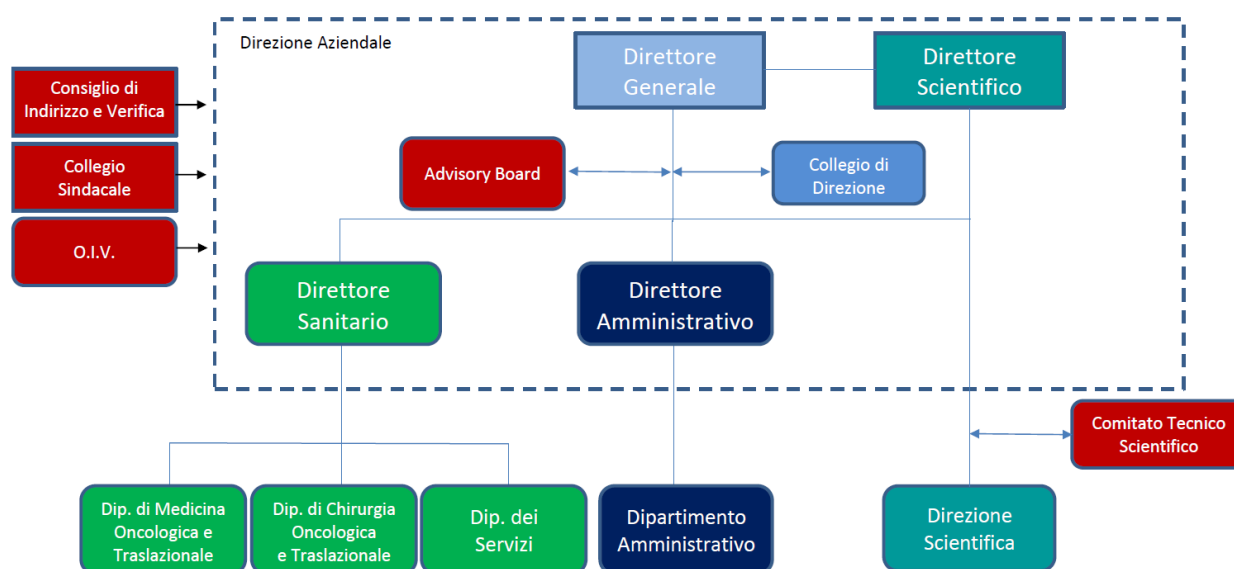 Direzione Aziendale
Direttore
Generale
Direttore
Scientifico
Consiglio di
Indirizzo e Verifica
Collegio
Sindacale
O.I.V.
Advisory Board
Collegio di
Direzione
Direttore
Sanitario
Direttore
Amministrativo
Comitato Tecnico
Scientifico
Dip. di Medicina
Oncologica e
Traslazionale
Dip. di Chirurgia
Oncologica
e Traslazionale
Dip. dei
Servizi
Dipartimento
Amministrativo
Direzione
Scientifica